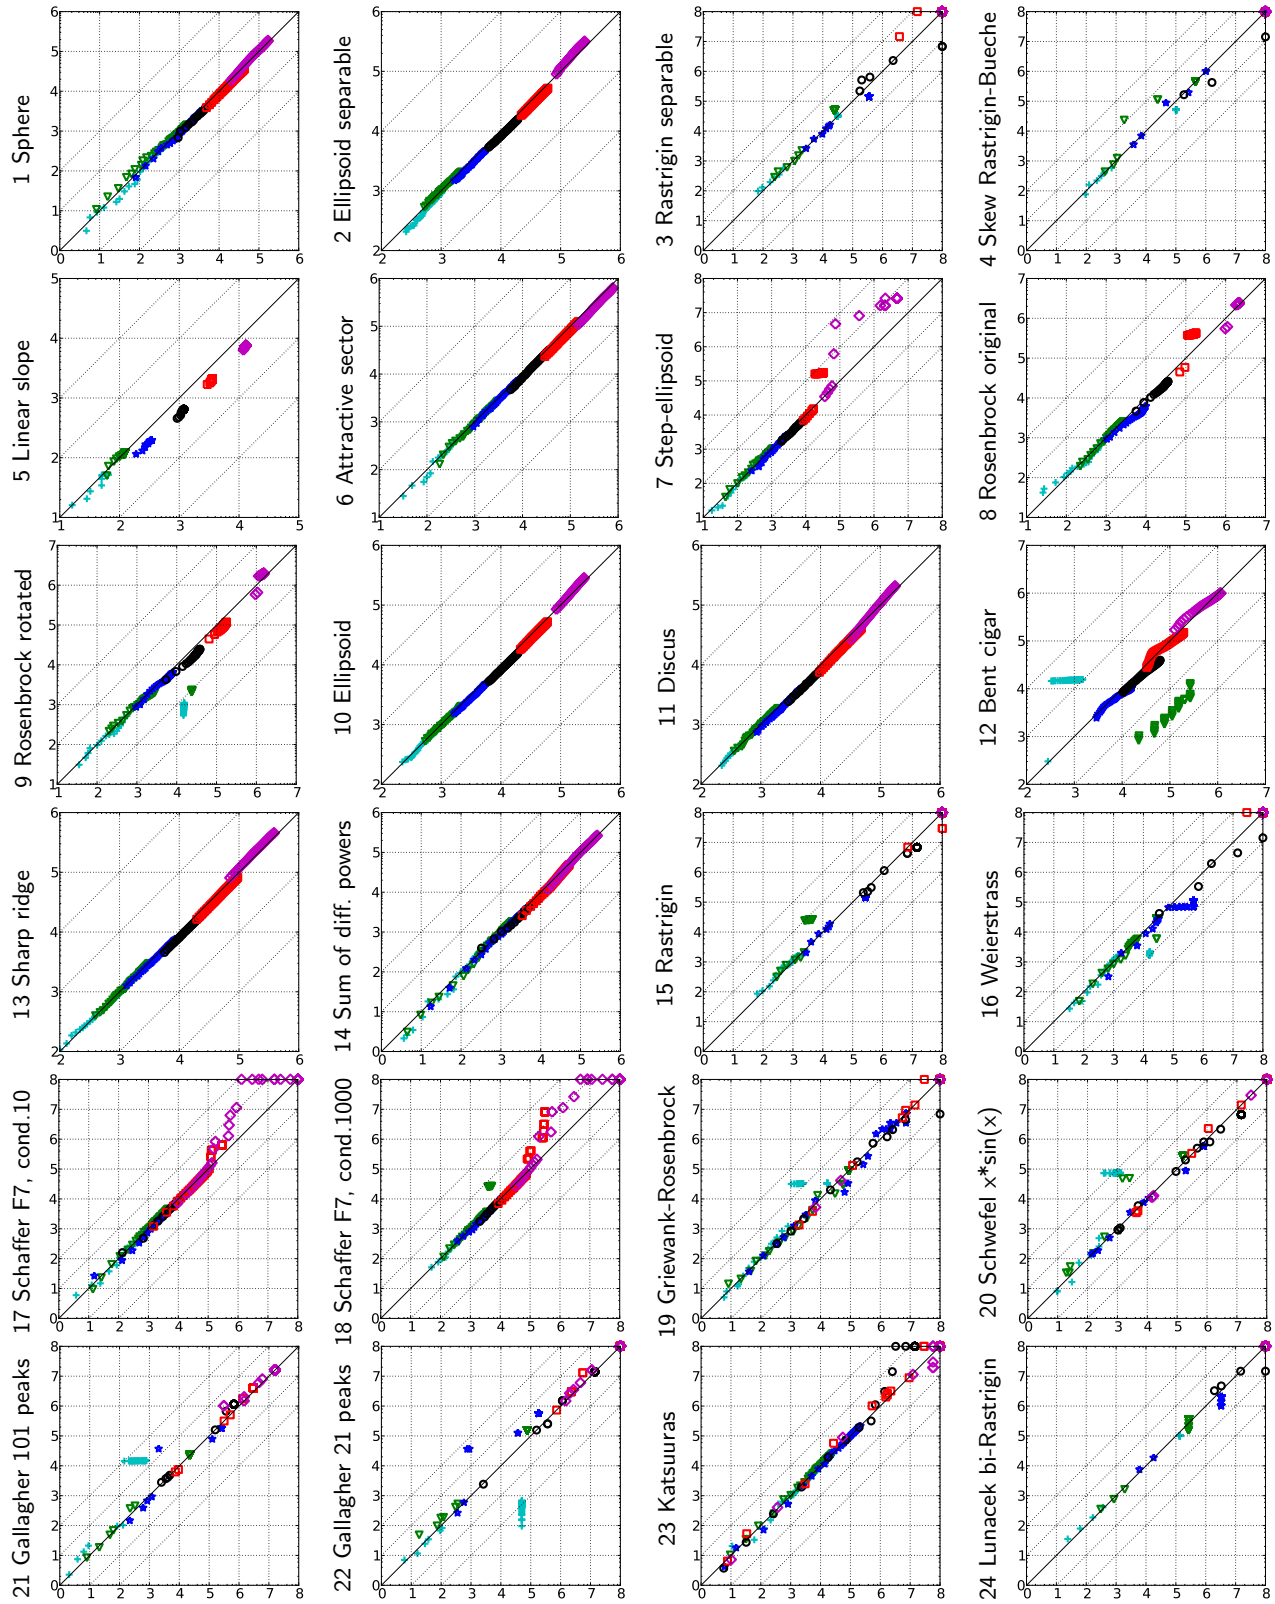 1 Sphere
2 Ellipsoid separable
3 Rastrigin separable
4 Skew Rastrigin-Bueche
5 Linear slope
6 Attractive sector
7 Step-ellipsoid
8 Rosenbrock original
9 Rosenbrock rotated
10 Ellipsoid
11 Discus
12 Bent cigar
13 Sharp ridge
14 Sum of diff. powers
15 Rastrigin
16 Weierstrass
17 Schaffer F7, cond.10
18 Schaffer F7, cond.1000
19 Griewank-Rosenbrock
20 Schwefel x*sin(x)
21 Gallagher 101 peaks
22 Gallagher 21 peaks
23 Katsuuras
24 Lunacek bi-Rastrigin